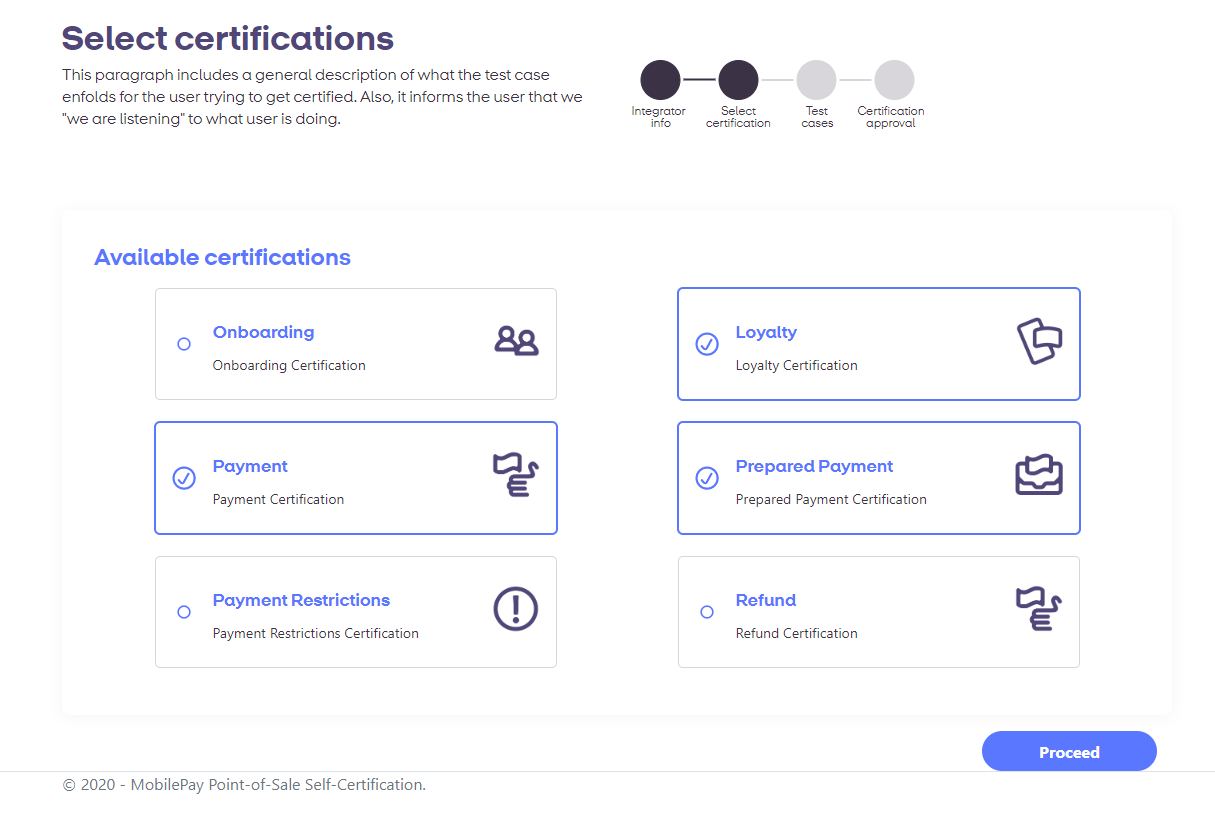 Select certifications
This paragraph includes a general description of what the test case
enfolds for the user trying to get certified. Also, it informs the user that we
"we are listening" to what user is doing.
Integrator
info
Select
certification
Test
cases
Certification
approval
Available certifications
Onboarding
Onboarding Certification
Loyalty
Loyalty Certification
Payment
Payment Certification
Prepared Payment
Prepared Payment Certification
Payment Restrictions
Payment Restrictions Certification
Refund
Refund Certification
Proceed
© 2020 - MobilePay Point-of-Sale Self-Certification.